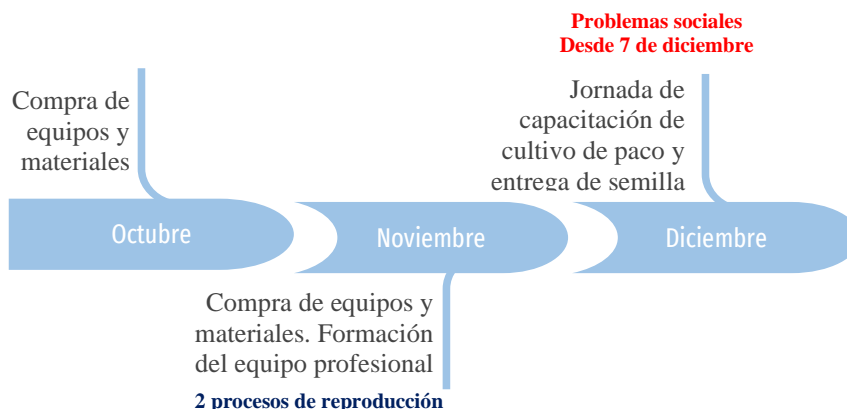 Problemas sociales
Desde 7 de diciembre
Compra de
equipos y
materiales
Jornada de
capacitación de
cultivo de paco y
entrega de semilla
Octubre
Noviembre
Diciembre
Compra de equipos y
materiales. Formación
del equipo profesional
2 procesos de reproducción